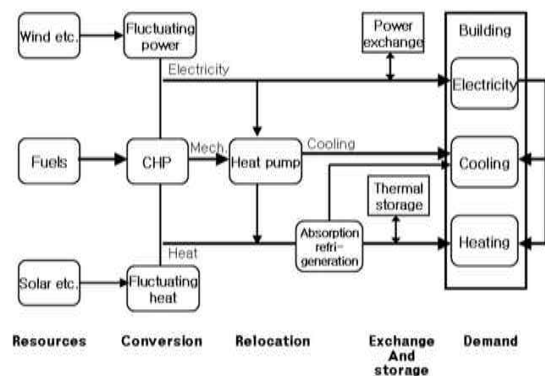 Wind etc.
Fluctuating
power
Power
exchange
Building
Electricity
Electricity
Fuels
CHP
Mech.
Heat pump
Cooling
Cooling
Thermal
storage
Absorption
refri-
generation
Heating
Heat
Solar etc.
Fluctuating
heat
Resources
Conversion
Relocation
Exchange
And
storage
Demand